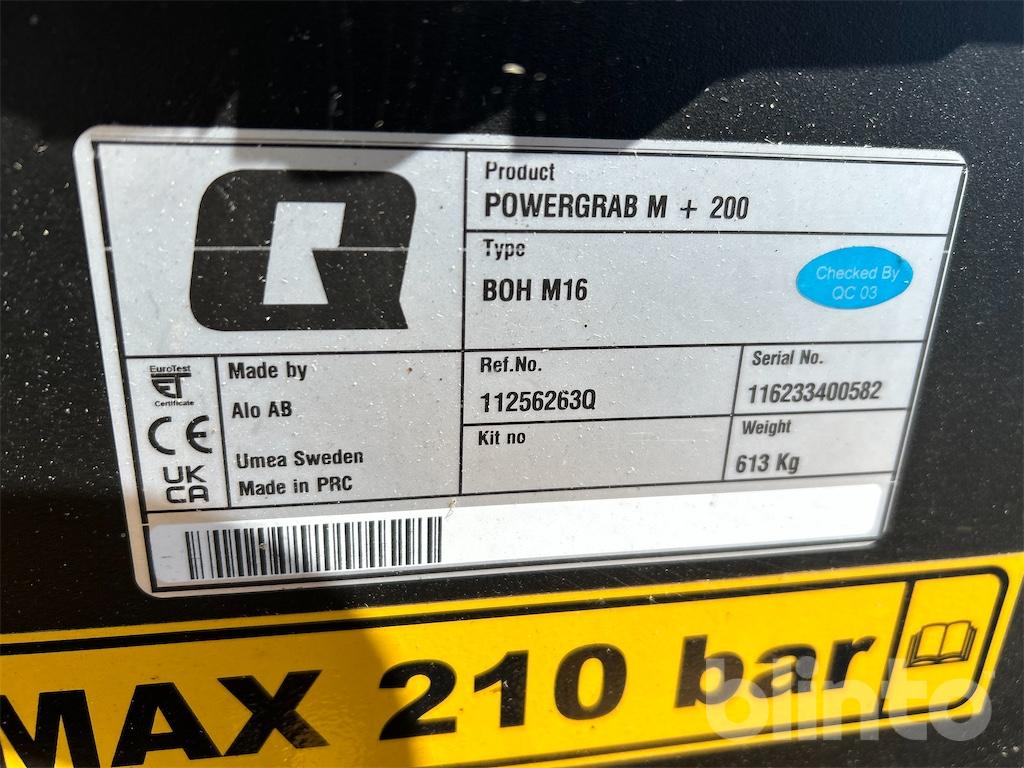 Product
POWERGRAB M + 200
Type
BOH M16
Checked By
QC 03
EuroTest
ET
Certificate
CE
UK
CA
Made by
Alo AB
Umea Sweden
Made in PRC
Ref.No.
11256263Q
Serial No.
116233400582
Kit no
Weight
613 Kg
MAX 210 bar
blinto